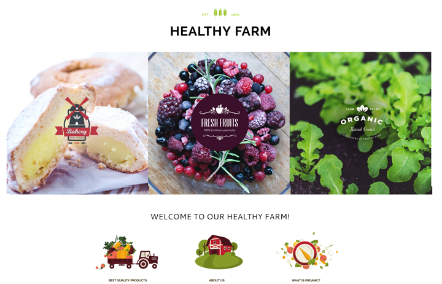 EST
HEALTHY FARM
Bakery
FRESH FRUITS
ORGANIC
WELCOME TO OUR HEALTHY FARM!
BEST QUALITY PRODUCTS
ABOUT US
WHAT IS ORGANIC?